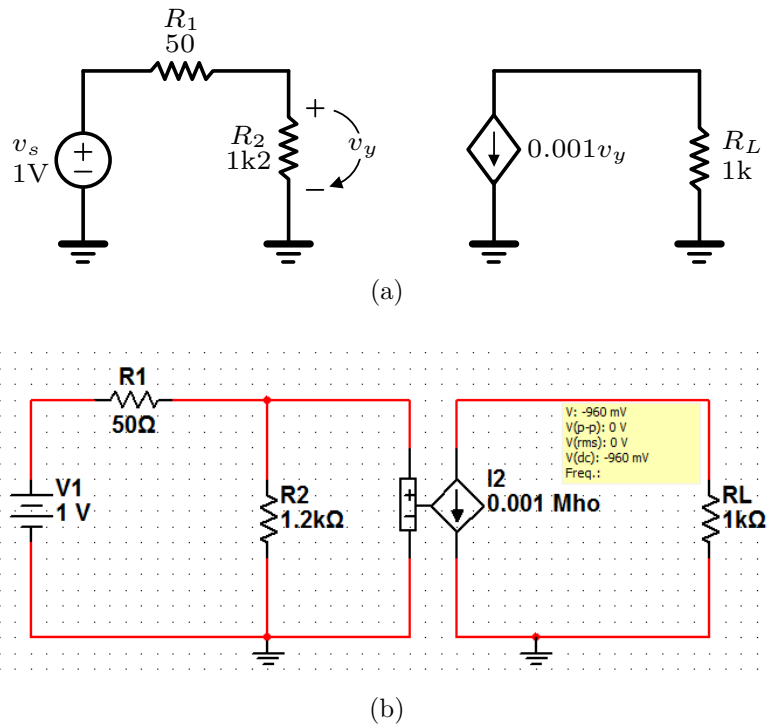 R1
50
vs
1V
+
−
R2
1k2
+
vy
−
0.001vy
RL
1k
(a)
R1
50Ω
V1
1 V
R2
1.2kΩ
+
−
I2
0.001 Mho
V: -960 mV
V(p-p): 0 V
V(rms): 0 V
V(dc): -960 mV
Freq.:
RL
1kΩ
(b)